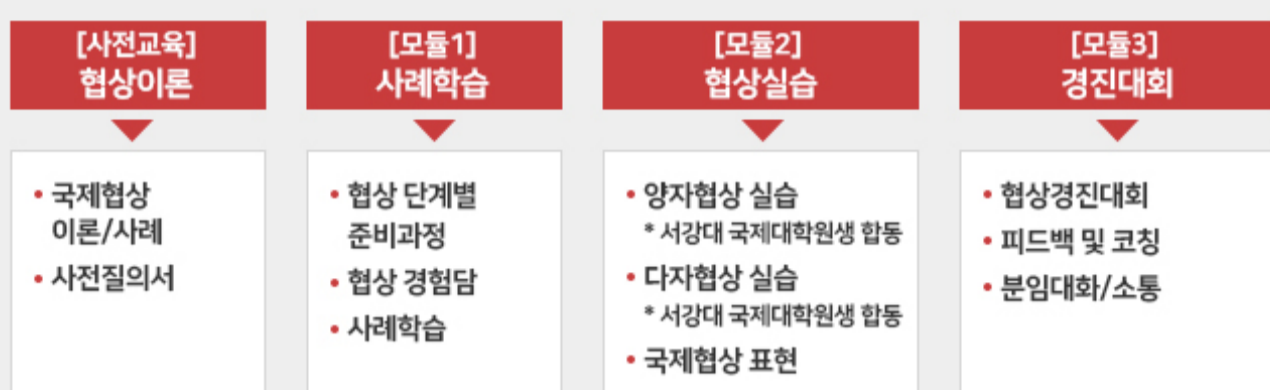 [사전교육]
협상이론
• 국제협상
이론/사례
• 사전질의서
[모듈1]
사례학습
• 협상 단계별
준비과정
• 협상 경험담
• 사례학습
[모듈2]
협상실습
• 양자협상 실습
* 서강대 국제대학원생 합동
• 다자협상 실습
* 서강대 국제대학원생 합동
• 국제협상 표현
[모듈3]
경진대회
• 협상경진대회
• 피드백 및 코칭
• 분임대화/소통